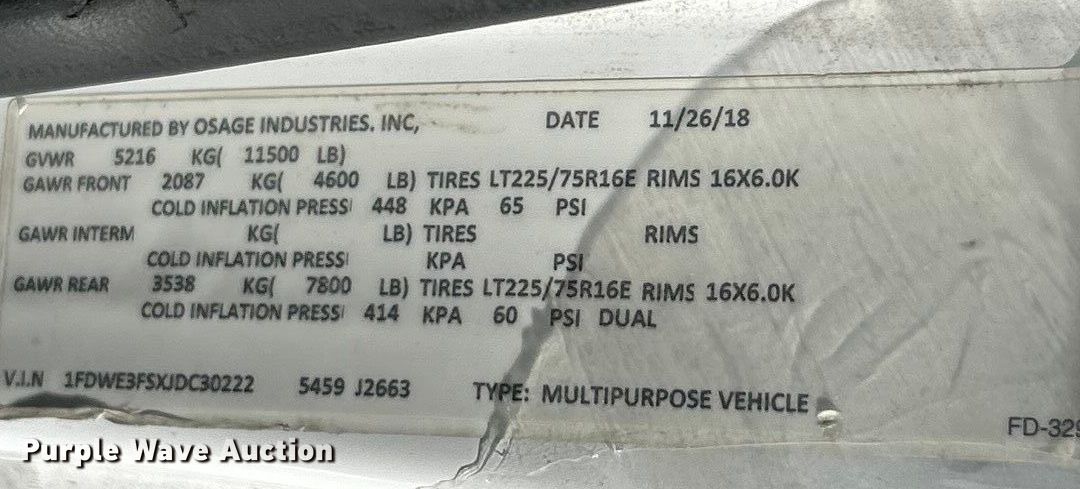 MANUFACTURED BY OSAGE INDUSTRIES. INC, DATE 11/26/18
GVWR 5216 KG( 11500 LB)
GAWR FRONT 2087 KG( 4600 LB) TIRES LT225/75R16E RIMS 16X6.0K
COLD INFLATION PRESS 448 KPA 65 PSI
GAWR INTERM KG( LB) TIRES RIMS
COLD INFLATION PRESS KPA PSI
GAWR REAR 3538 KG( 7800 LB) TIRES LT225/75R16E RIMS 16X6.0K
COLD INFLATION PRESS 414 KPA 60 PSI DUAL
V.I.N 1FDWE3FSXJDC30222 5459 J2663 TYPE: MULTIPURPOSE VEHICLE
FD-329
Purple Wave Auction